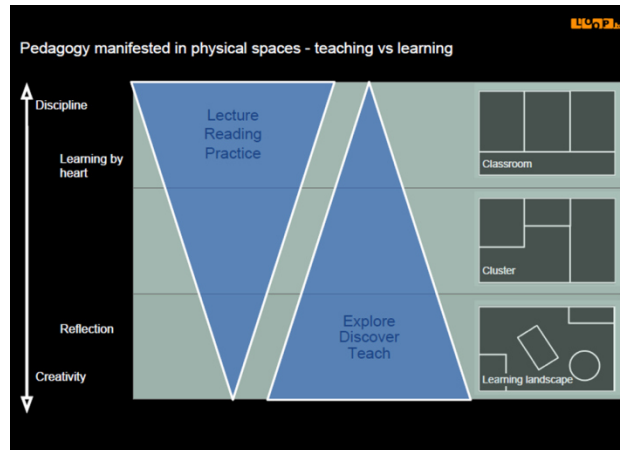 Pedagogy manifested in physical spaces - teaching vs learning
Discipline
Learning by
heart
Reflection
Creativity
Lecture
Reading
Practice
Explore
Discover
Teach
Classroom
Cluster
Learning landscape